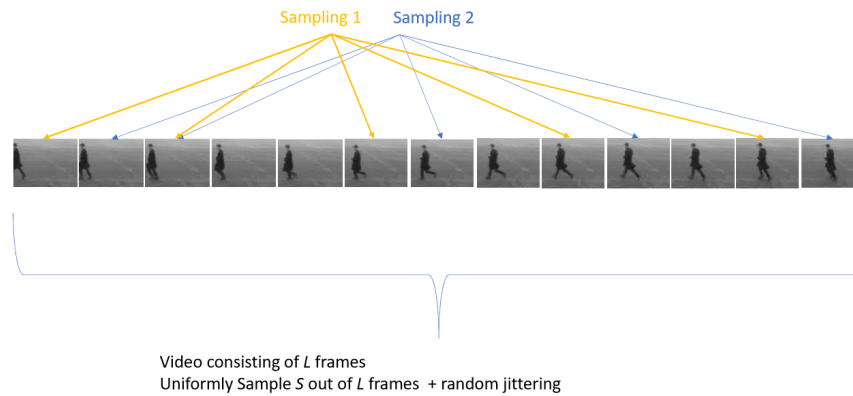 Sampling 1
Sampling 2
Video consisting of L frames
Uniformly Sample S out of L frames + random jittering